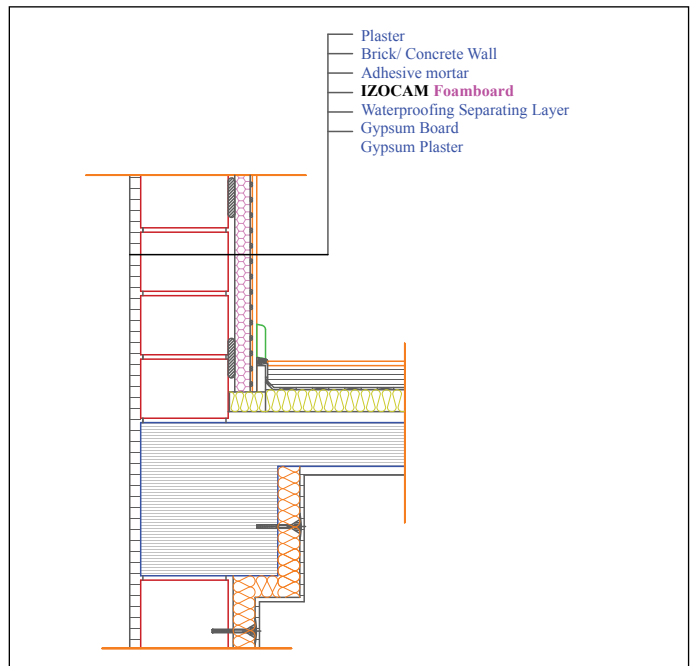 Plaster
Brick/ Concrete Wall
Adhesive mortar
IZOCAM Foamboard
Waterproofing Separating Layer
Gypsum Board
Gypsum Plaster